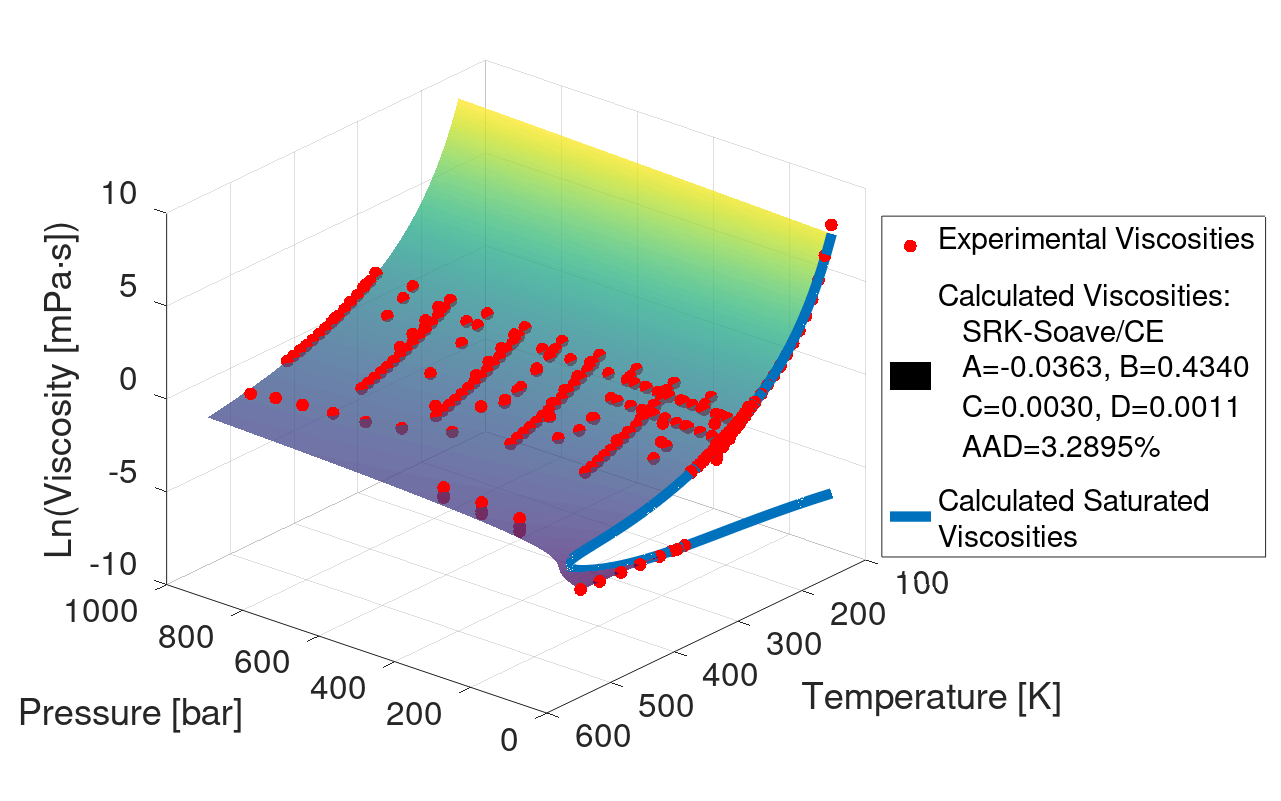 Ln(Viscosity [mPa·s])
10
5
0
-5
-10
1000
800
600
400
200
0
Pressure [bar]
100
200
300
400
500
600
Temperature [K]
Experimental Viscosities
Calculated Viscosities:
SRK-Soave/CE
A=-0.0363, B=0.4340
C=0.0030, D=0.0011
AAD=3.2895%
Calculated Saturated
Viscosities